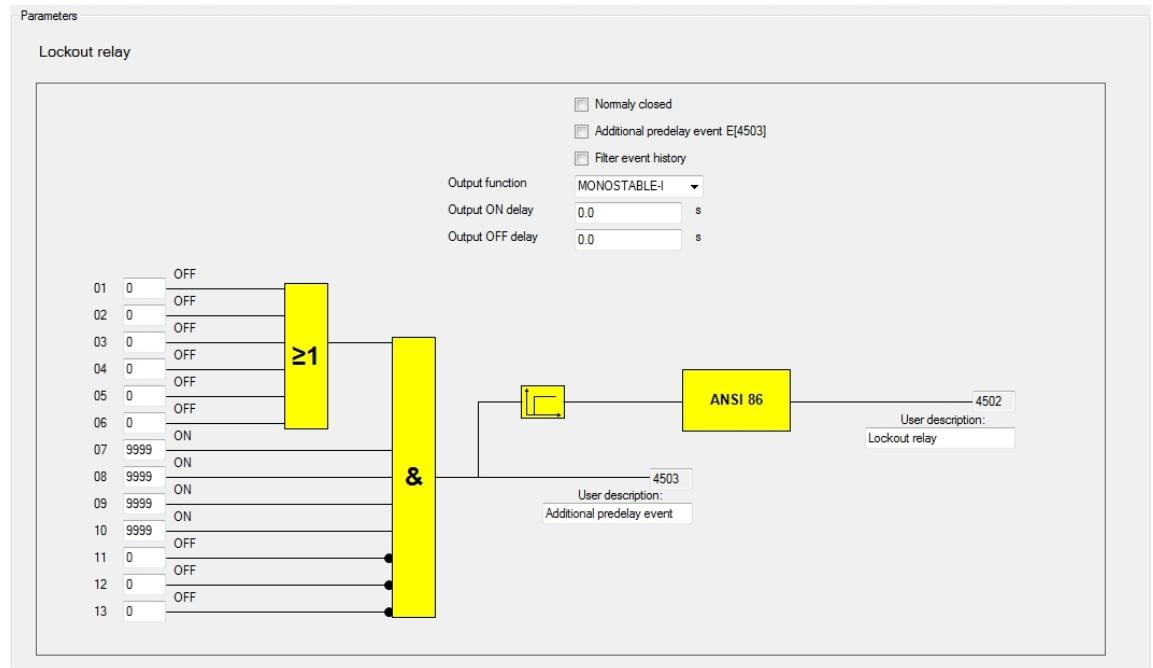 Parameters
Lockout relay
Normaly closed
Additional predelay event E[4503]
Filter event history
Output function MONOSTABLE-I
Output ON delay 0.0 s
Output OFF delay 0.0 s
OFF
01 0
OFF
02 0
OFF
03 0
OFF
04 0
OFF
05 0
OFF
06 0
ON
07 9999
ON
08 9999
ON
09 9999
ON
10 9999
OFF
11 0
OFF
12 0
OFF
13 0
≥1
&
ANSI 86
4502
User description:
Lockout relay
4503
User description:
Additional predelay event